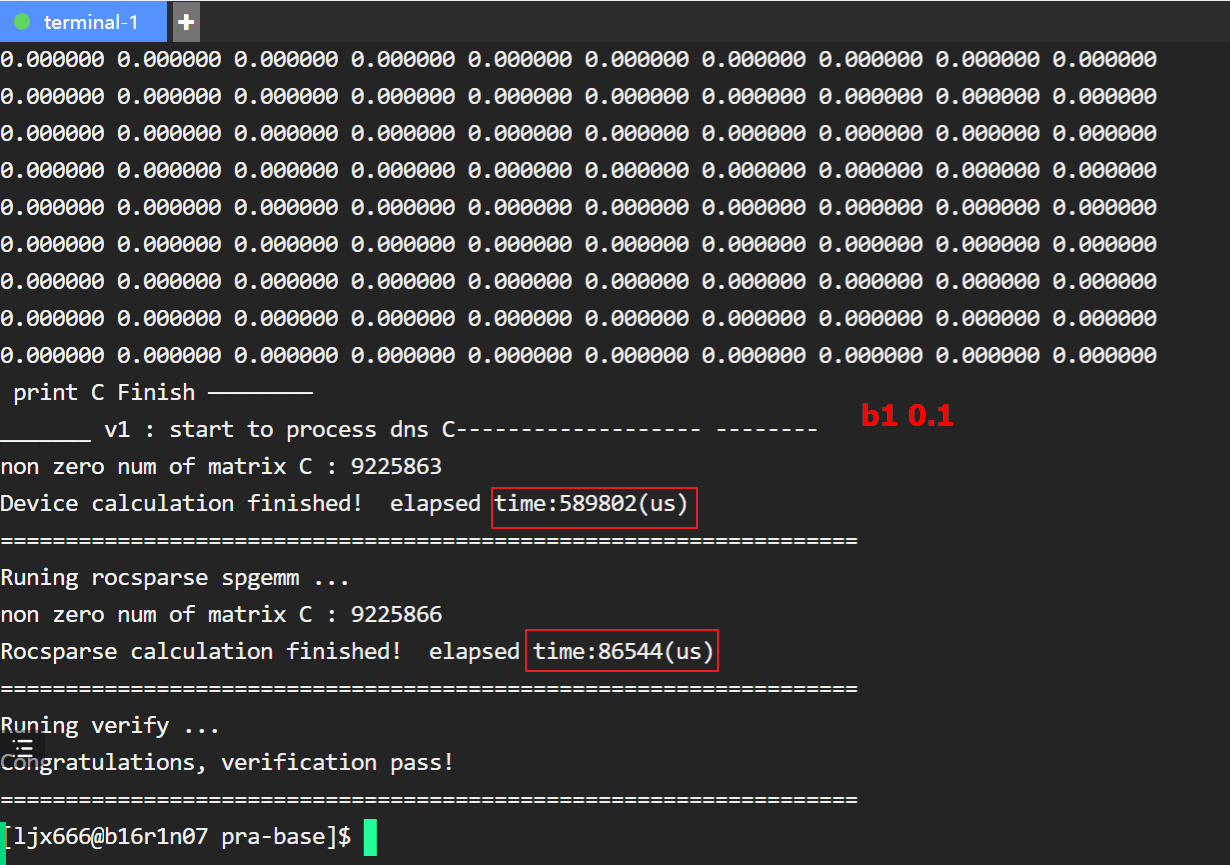 terminal-1 +
0.000000 0.000000 0.000000 0.000000 0.000000 0.000000 0.000000 0.000000 0.000000 0.000000
0.000000 0.000000 0.000000 0.000000 0.000000 0.000000 0.000000 0.000000 0.000000 0.000000
0.000000 0.000000 0.000000 0.000000 0.000000 0.000000 0.000000 0.000000 0.000000 0.000000
0.000000 0.000000 0.000000 0.000000 0.000000 0.000000 0.000000 0.000000 0.000000 0.000000
0.000000 0.000000 0.000000 0.000000 0.000000 0.000000 0.000000 0.000000 0.000000 0.000000
0.000000 0.000000 0.000000 0.000000 0.000000 0.000000 0.000000 0.000000 0.000000 0.000000
0.000000 0.000000 0.000000 0.000000 0.000000 0.000000 0.000000 0.000000 0.000000 0.000000
0.000000 0.000000 0.000000 0.000000 0.000000 0.000000 0.000000 0.000000 0.000000 0.000000
0.000000 0.000000 0.000000 0.000000 0.000000 0.000000 0.000000 0.000000 0.000000 0.000000
print C Finish ————————
b1 0.1
_______ v1 : start to process dns C------------------- --------
non zero num of matrix C : 9225863
Device calculation finished!  elapsed time:589802(us)
==================================================================
Runing rocsparse spgemm ...
non zero num of matrix C : 9225866
Rocsparse calculation finished!  elapsed time:86544(us)
==================================================================
Runing verify ...
Congratulations, verification pass!
==================================================================
[ljx666@b16r1n07 pra-base]$